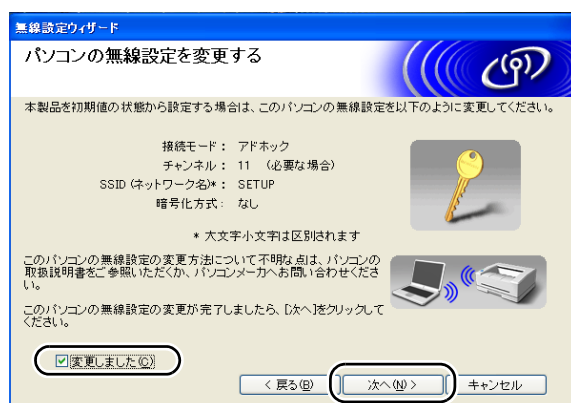 無線設定ウィザード
パソコンの無線設定を変更する
本製品を初期値の状態から設定する場合は、このパソコンの無線設定を以下のように変更してください。
接続モード： アドホック
チャンネル： 11 （必要な場合）
SSID (ネットワーク名)*： SETUP
暗号化方式： なし
* 大文字小文字は区別されます
このパソコンの無線設定の変更方法について不明な点は、パソコンの
取扱説明書をご参照いただくか、パソコンメーカへお問い合わせくださ
い。
このパソコンの無線設定の変更が完了しましたら、[次へ]をクリックして
ください。
変更しました(C)
< 戻る(B) 次へ(N) > キャンセル